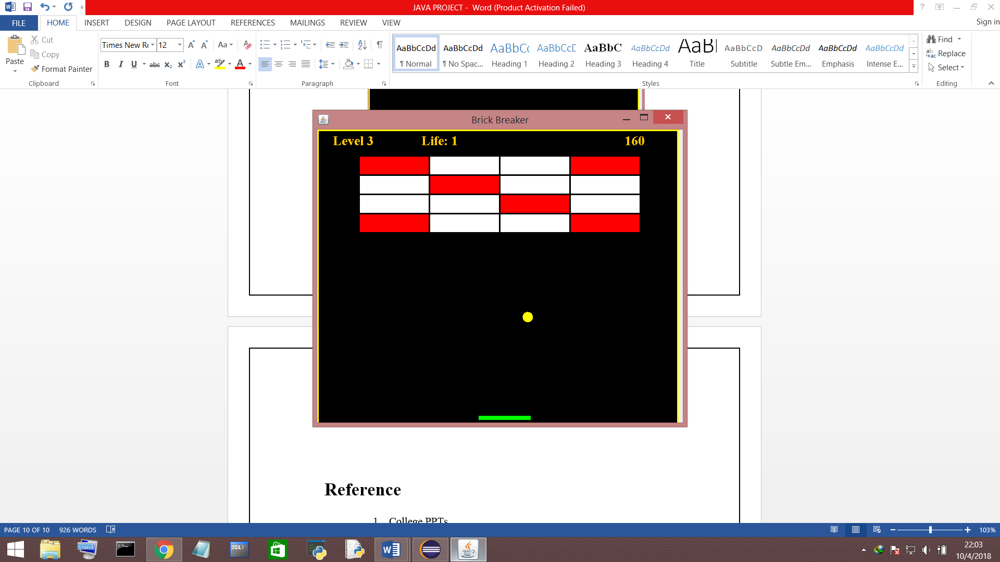 JAVA PROJECT - Word (Product Activation Failed)
FILE HOME INSERT DESIGN PAGE LAYOUT REFERENCES MAILINGS REVIEW VIEW Sign in
Paste
Cut
Copy
Format Painter
Clipboard
Times New Ro 12
Font
Paragraph
AaBbCcDd AaBbCcDd AaBbCc AaBbCcD AaBbC AaBbCcDd AaBl AaBbCcD AaBbCcDd AaBbCcDd AaBbCcDd
¶ Normal ¶ No Spac... Heading 1 Heading 2 Heading 3 Heading 4 Title Subtitle Subtle Em... Emphasis Intense E...
Styles
Find
Replace
Select
Editing
Brick Breaker
Level 3 Life: 1 160
Reference
1. College PPTs
PAGE 10 OF 10 926 WORDS 103%
22:03
10/4/2018